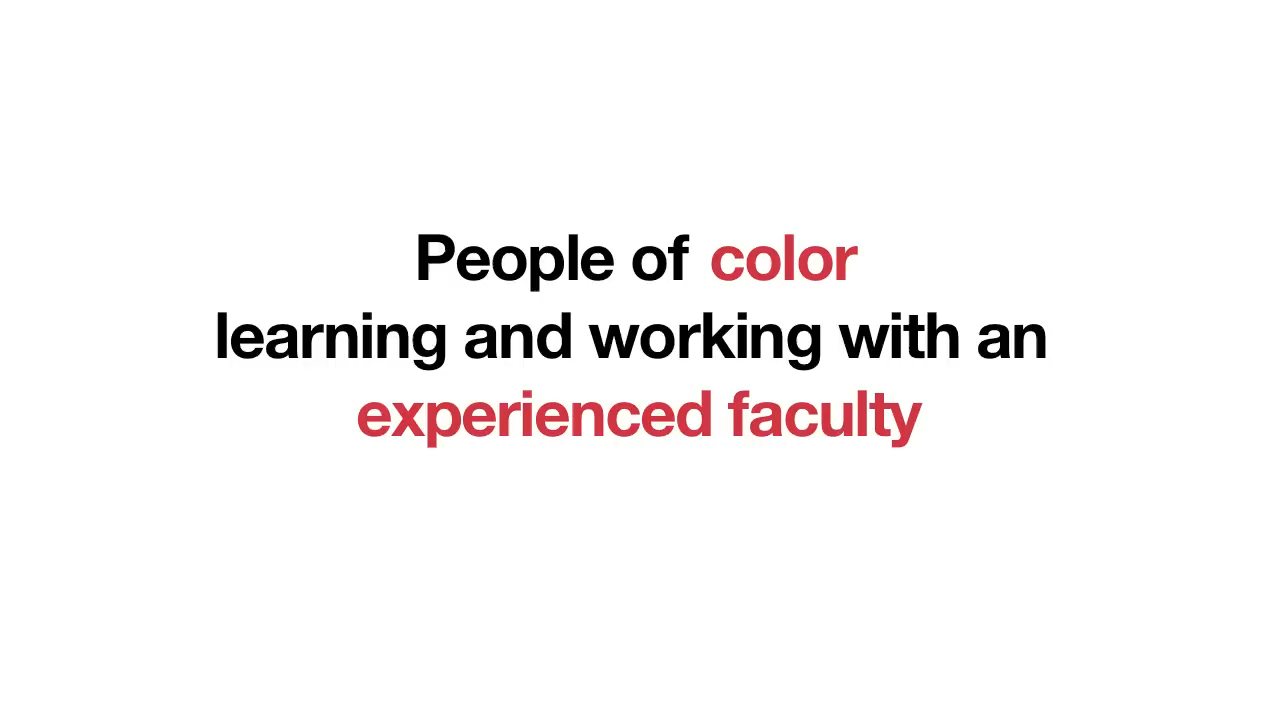 People of color
learning and working with an
experienced faculty